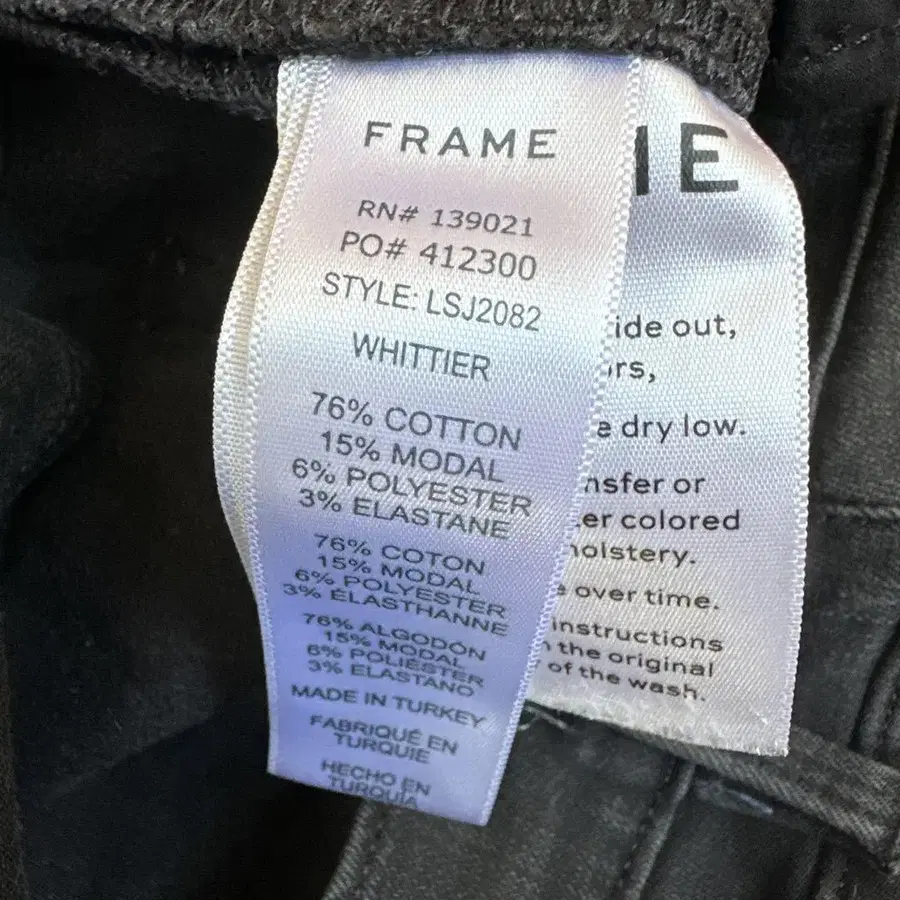 FRAME
RN# 139021
PO# 412300
STYLE: LSJ2082
WHITTIER
76% COTTON
15% MODAL
6% POLYESTER
3% ELASTANE
76% COTON
15% MODAL
6% POLYESTER
3% ÉLASTHANNE
76% ALGODÓN
15% MODAL
6% POLIÉSTER
3% ELASTANO
MADE IN TURKEY
FABRIQUÉ EN
TURQUIE
HECHO EN
TURQUÍA
ide out,
rs,
dry low.
nsfer or
er colored
holstery.
over time.
instructions
the original
of the wash.